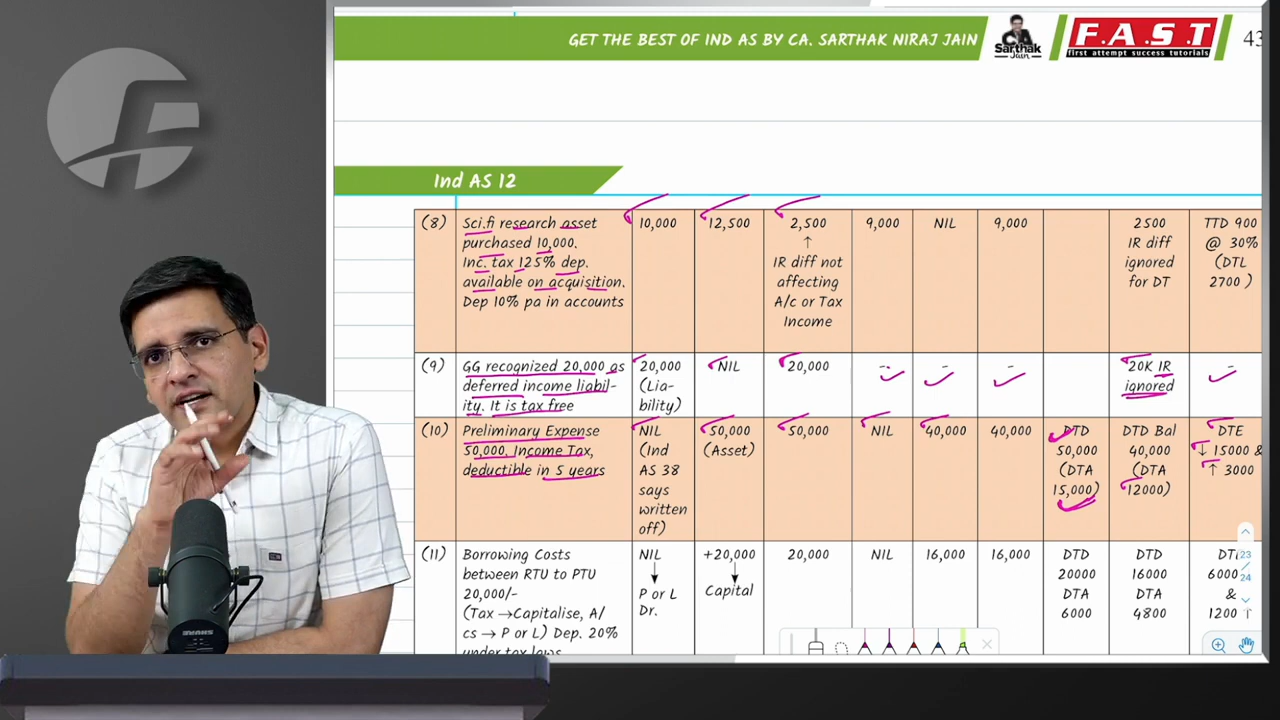 GET THE BEST OF IND AS BY CA. SARTHAK NIRAJ JAIN
Sarthak
Jain
F.A.S.T
first attempt success tutorials
43
Ind AS 12
(8)
Sci.fi research asset
purchased 10,000.
Inc. tax 125% dep.
available on acquisition.
Dep 10% pa in accounts
10,000
12,500
2,500
↑
IR diff not
affecting
A/c or Tax
Income
9,000
NIL
9,000
2500
IR diff
ignored
for DT
TTD 900
@ 30%
(DTL
2700 )
(9)
GG recognized 20,000 as
deferred income liabil-
ity. It is tax free
20,000
(Lia-
bility)
NIL
20,000
-
-
-
20K IR
ignored
-
(10)
Preliminary Expense
50,000. Income Tax,
deductible in 5 years
NIL
(Ind
AS 38
says
written
off)
50,000
(Asset)
50,000
NIL
40,000
40,000
DTD
50,000
(DTA
15,000)
DTD Bal
40,000
(DTA
12000)
DTE
↓ 15000 &
↑ 3000
(11)
Borrowing Costs
between RTU to PTU
20,000/-
(Tax →Capitalise, A/
cs → P or L) Dep. 20%
under tax laws
NIL
P or L
Dr.
+20,000
Capital
20,000
NIL
16,000
16,000
DTD
20000
DTA
6000
DTD
16000
DTA
4800
6000
&
1200 ↑
23
24
SHURE